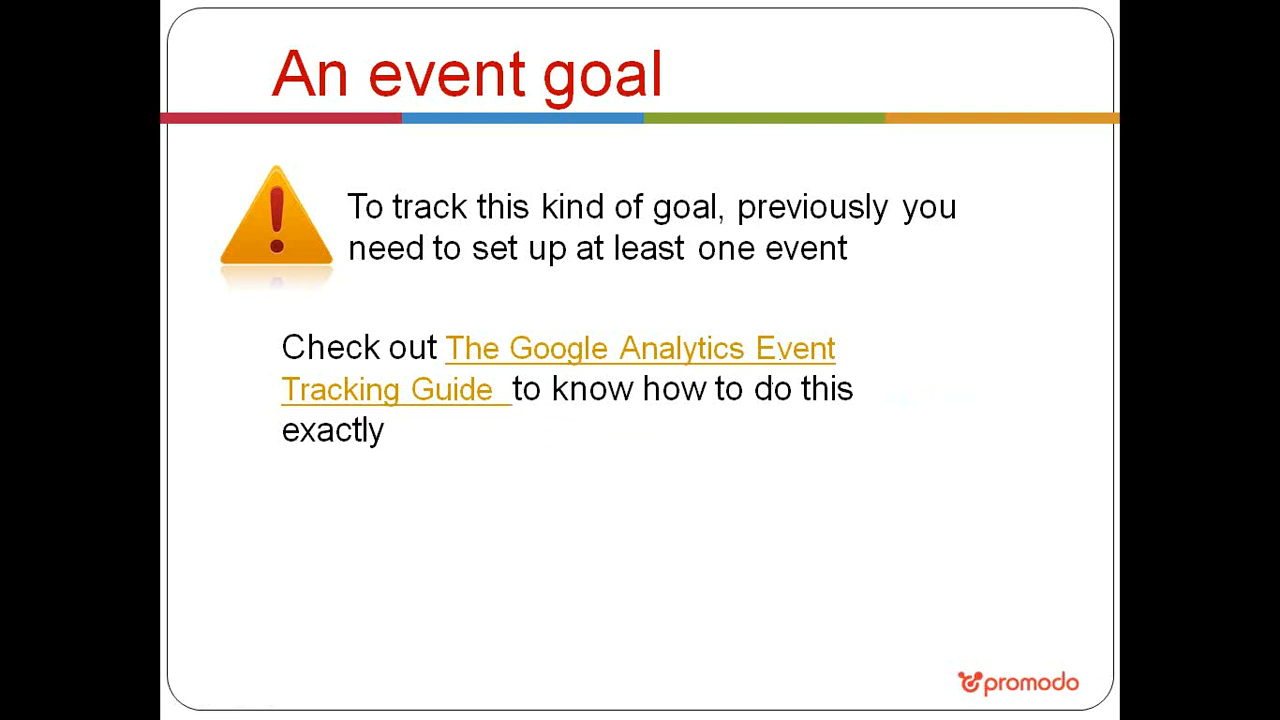 An event goal
To track this kind of goal, previously you
need to set up at least one event
Check out The Google Analytics Event
Tracking Guide to know how to do this
exactly
promodo